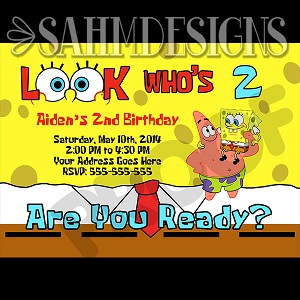 SAHMDESIGNS
LOOK WHO'S 2
Aiden's 2nd Birthday
Saturday, May 10th, 2014
2:00 PM to 4:30 PM
Your Address Goes Here
RSVP: 555-555-555
Are You Ready?